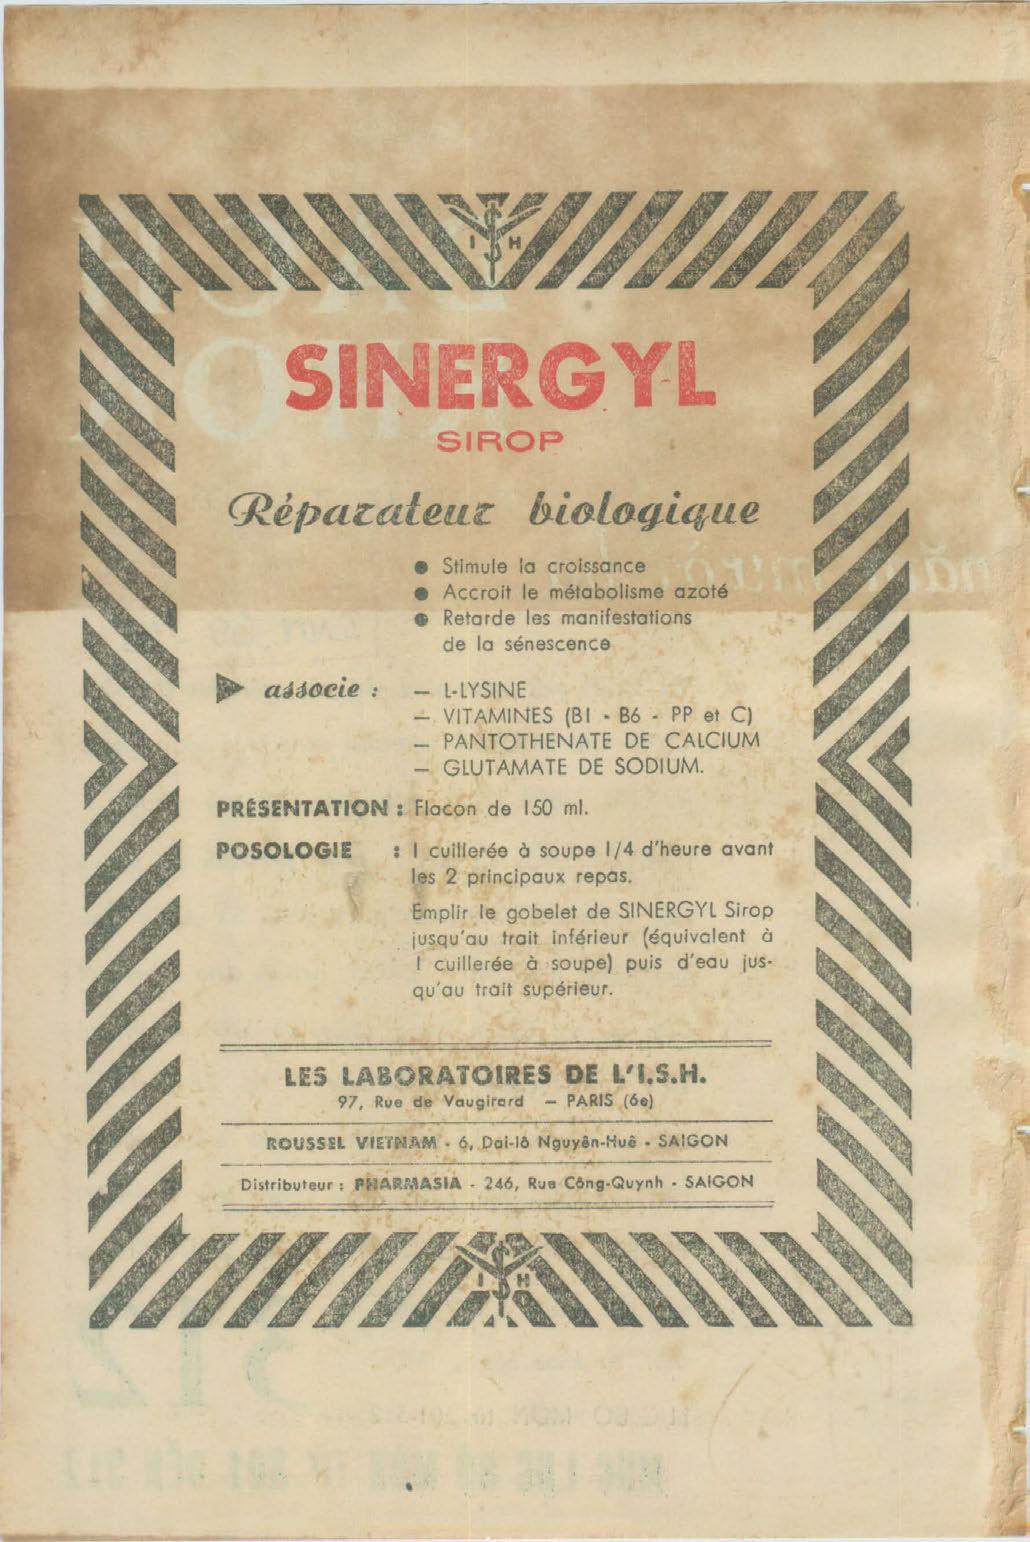 I S H
SINERGYL
SIROP
Réparateur biologique
● Stimule la croissance
● Accroit le métabolisme azoté
● Retarde les manifestations
de la sénescence
► associe : — L-LYSINE
— VITAMINES (B1 - B6 - PP et C)
— PANTOTHENATE DE CALCIUM
— GLUTAMATE DE SODIUM.
PRÉSENTATION : Flacon de 150 ml.
POSOLOGIE : 1 cuillerée à soupe 1/4 d'heure avant
les 2 principaux repas.
Emplir le gobelet de SINERGYL Sirop
jusqu'au trait inférieur (équivalent à
1 cuillerée à soupe) puis d'eau jus-
qu'au trait supérieur.
LES LABORATOIRES DE L'I.S.H.
97, Rue de Vaugirard — PARIS (6e)
ROUSSEL VIETNAM - 6, Dai-lô Nguyên-Huê - SAIGON
Distributeur : PHARMASIA - 246, Rue Công-Quynh - SAIGON
I S H